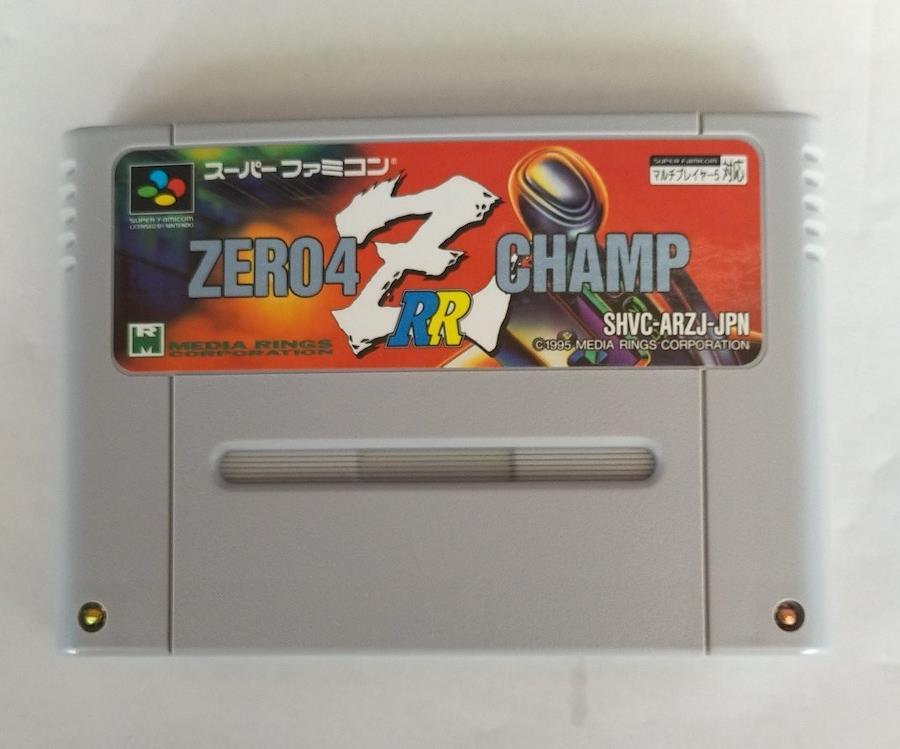 スーパーファミコン®
SUPER FAMICOM
LICENSED BY NINTENDO
SUPER FAMICOM
マルチプレイヤー5対応
ZERO4 CHAMP
RR
Z
SHVC-ARZJ-JPN
©1995 MEDIA RINGS CORPORATION
MR
MEDIA RINGS
CORPORATION